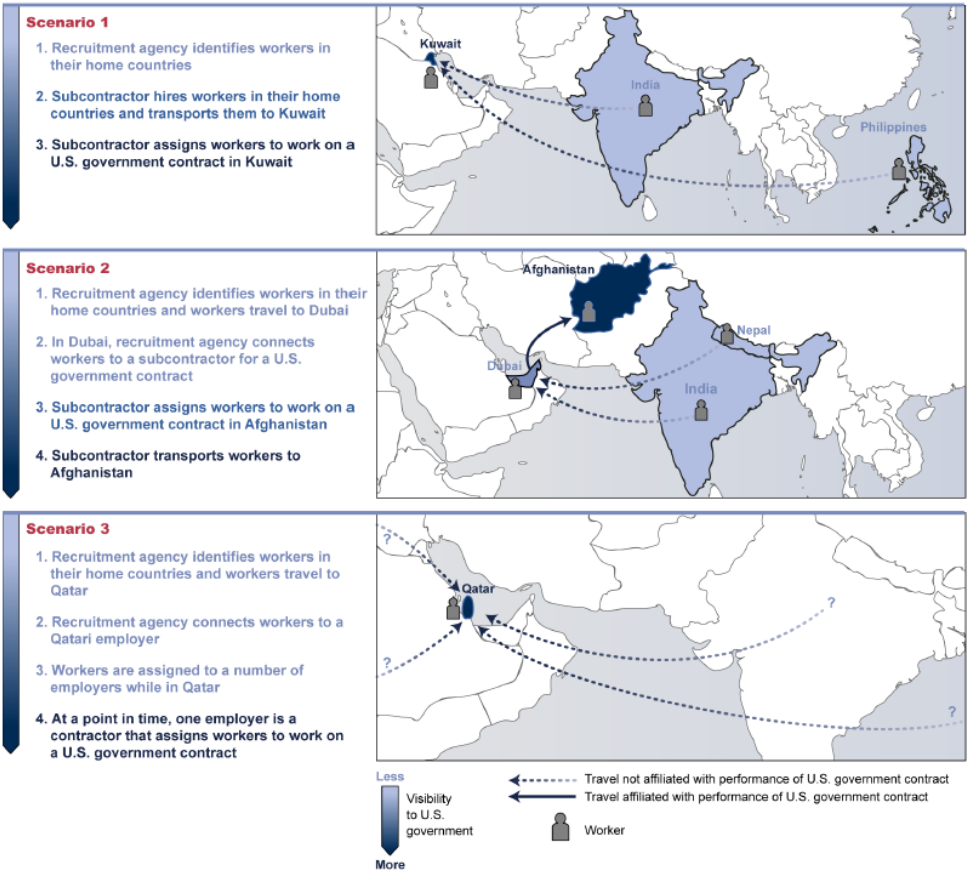 Scenario 1
1. Recruitment agency identifies workers in
their home countries
2. Subcontractor hires workers in their home
countries and transports them to Kuwait
3. Subcontractor assigns workers to work on a
U.S. government contract in Kuwait
Kuwait
India
Philippines
Scenario 2
1. Recruitment agency identifies workers in their
home countries and workers travel to Dubai
2. In Dubai, recruitment agency connects
workers to a subcontractor for a U.S.
government contract
3. Subcontractor assigns workers to work on a
U.S. government contract in Afghanistan
4. Subcontractor transports workers to
Afghanistan
Afghanistan
Nepal
Dubai
India
Scenario 3
1. Recruitment agency identifies workers in
their home countries and workers travel to
Qatar
2. Recruitment agency connects workers to a
Qatari employer
3. Workers are assigned to a number of
employers while in Qatar
4. At a point in time, one employer is a
contractor that assigns workers to work on
a U.S. government contract
?
Qatar
?
?
?
Less
Visibility
to U.S.
government
More
Travel not affiliated with performance of U.S. government contract
Travel affiliated with performance of U.S. government contract
Worker